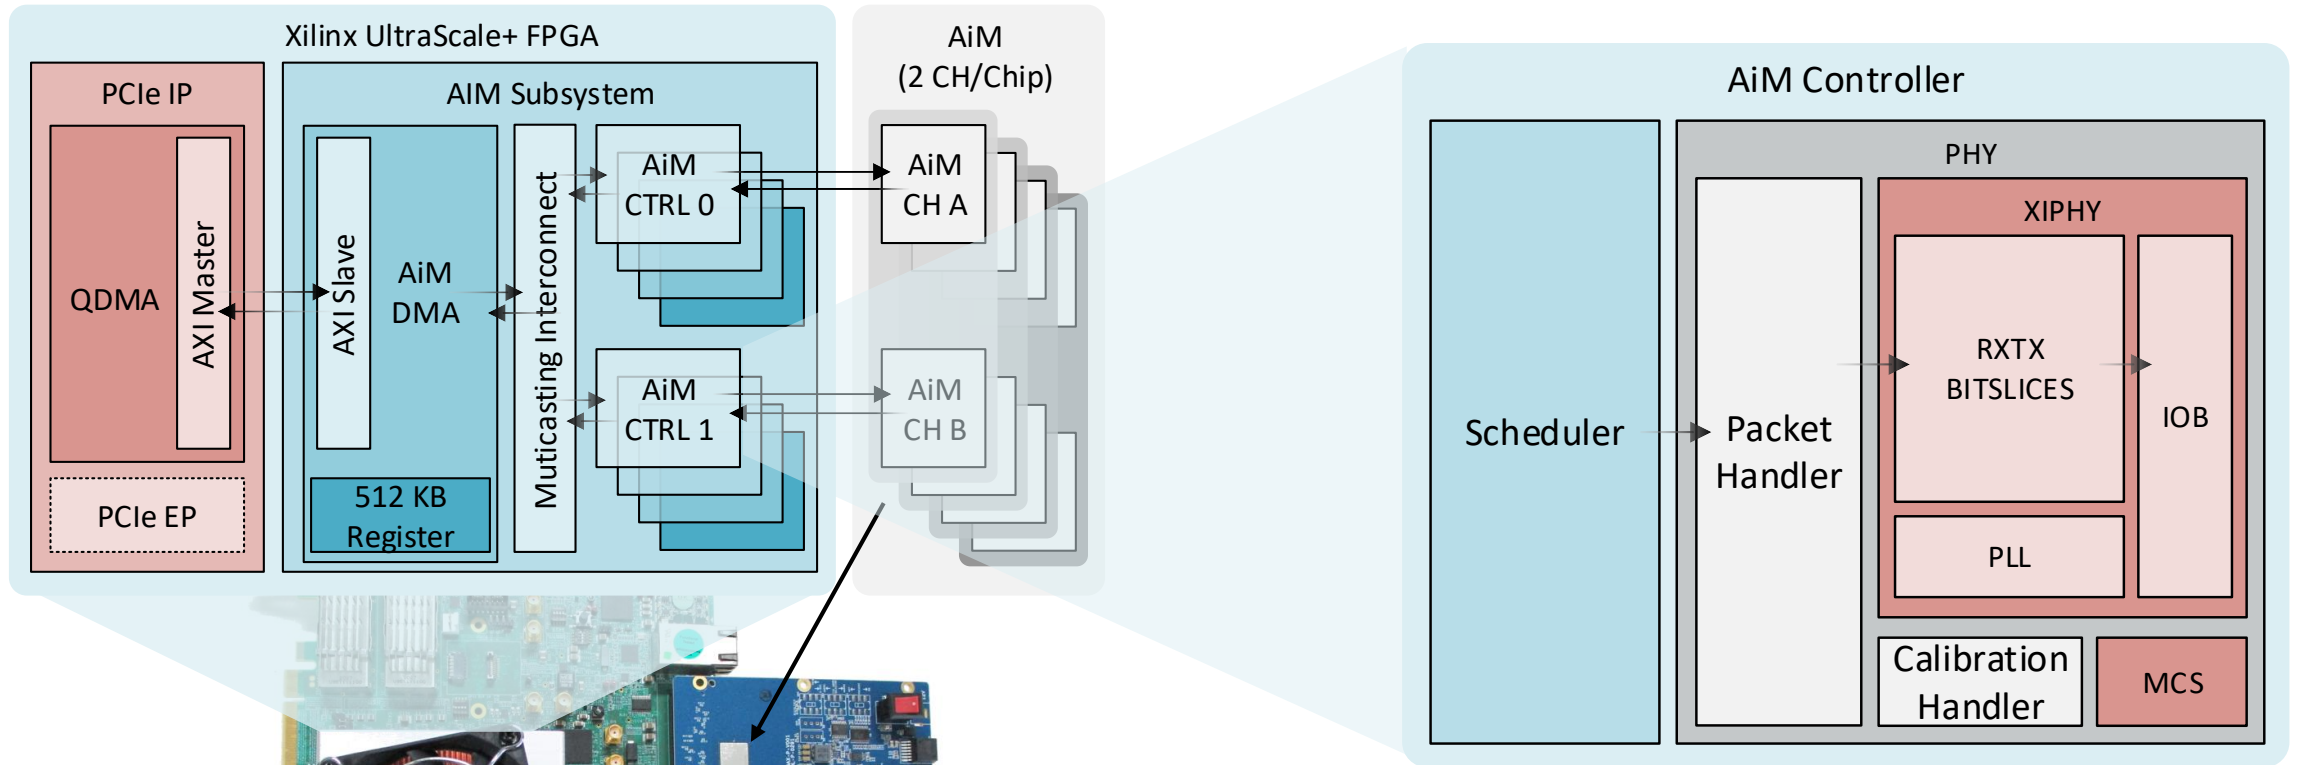 Xilinx UltraScale+ FPGA
PCIe IP
QDMA
AXI Master
PCIe EP
AIM Subsystem
AXI Slave
AiM
DMA
512 KB
Register
Muticasting Interconnect
AiM
CTRL 0
AiM
CTRL 1
AiM
(2 CH/Chip)
AiM
CH A
AiM
CH B
AiM Controller
Scheduler
PHY
Packet
Handler
XIPHY
RXTX
BITSLICES
IOB
PLL
Calibration
Handler
MCS